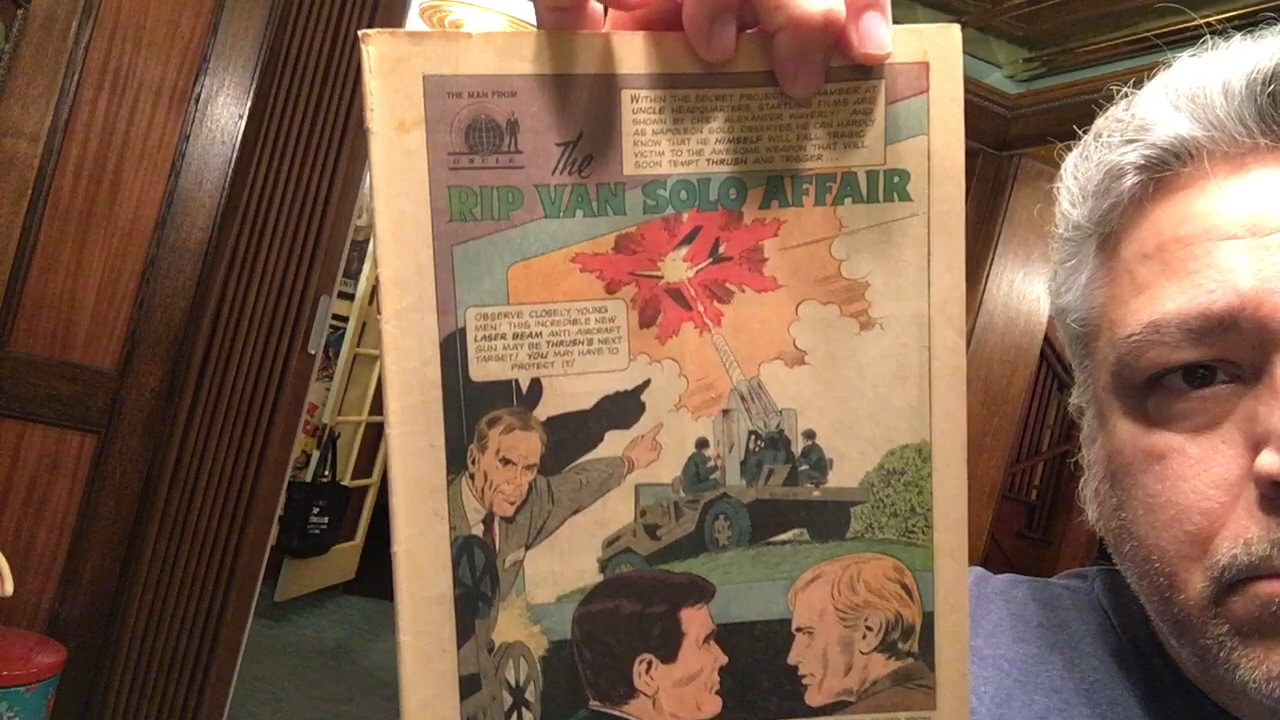 THE MAN FROM
UNCLE
WITHIN THE SECRET PROJECT CHAMBER AT
UNCLE HEADQUARTERS STARTLING FILMS ARE
SHOWN BY CHIEF ALEXANDER WAVERLY! AND
AS NAPOLEON SOLO OBSERVES, HE CAN HARDLY
KNOW THAT HE HIMSELF WILL FALL TRAGIC
VICTIM TO THE AWESOME WEAPON THAT WILL
SOON TEMPT THRUSH AND TRIGGER...
The
RIP VAN SOLO AFFAIR
OBSERVE CLOSELY, YOUNG
MEN! THIS INCREDIBLE NEW
LASER BEAM ANTI-AIRCRAFT
GUN MAY BE THRUSH'S NEXT
TARGET! YOU MAY HAVE TO
PROTECT IT!